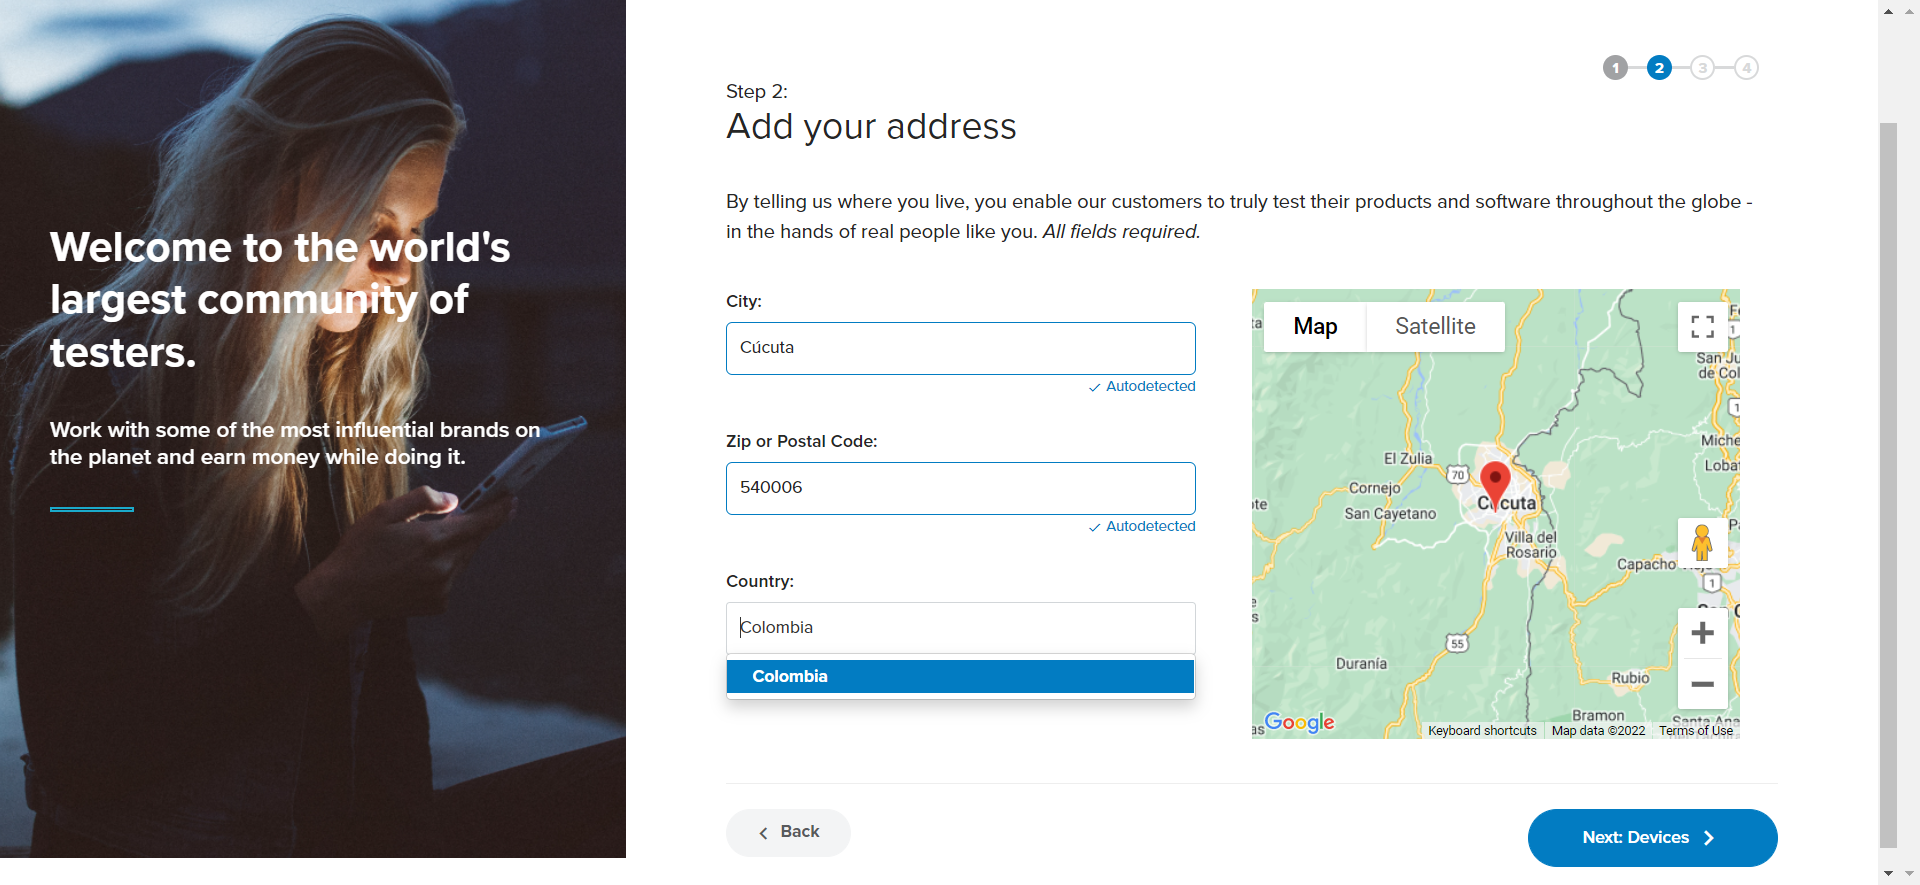 Welcome to the world's
largest community of
testers.
Work with some of the most influential brands on
the planet and earn money while doing it.
1 2 3 4
Step 2:
Add your address
By telling us where you live, you enable our customers to truly test their products and software throughout the globe -
in the hands of real people like you. All fields required.
City:
Cúcuta
Autodetected
Zip or Postal Code:
540006
Autodetected
Country:
Colombia
Colombia
Map Satellite
San Ju
de Col
1
1
Miche
Lobat
El Zulia
70
Cornejo
San Cayetano
Cúcuta
Villa del
Rosario
Capacho
1
55
Duranía
Rubio
Bramon
Santa Ana
Google
Keyboard shortcuts Map data ©2022 Terms of Use
Back
Next: Devices